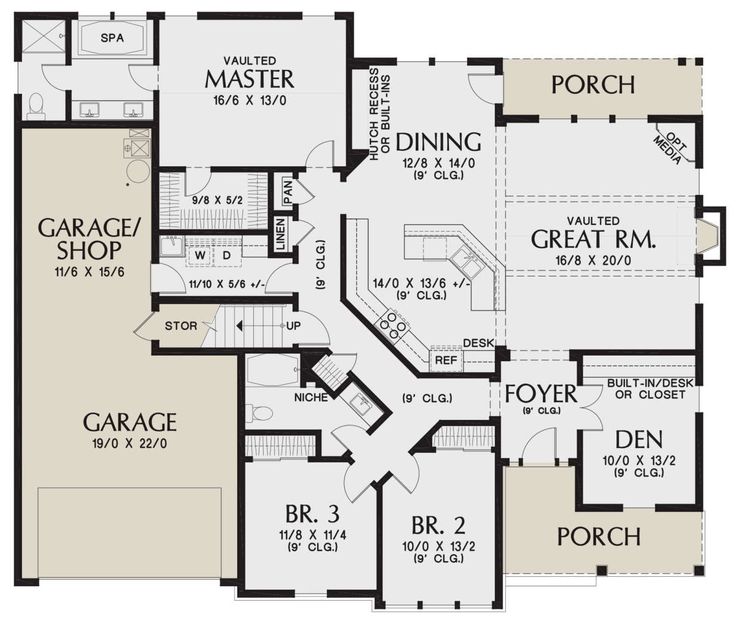 SPA
VAULTED
MASTER
16/6 X 13/0
HUTCH RECESS
OR BUILT-INS
DINING
12/8 X 14/0
(9' CLG.)
PORCH
OPT
MEDIA
GARAGE/
SHOP
11/6 X 15/6
9/8 X 5/2
PAN
LINEN
W D
11/10 X 5/6 +/-
(9' CLG.)
14/0 X 13/6 +/-
(9' CLG.)
VAULTED
GREAT RM.
16/8 X 20/0
STOR
UP
DESK
REF
GARAGE
19/0 X 22/0
NICHE
(9' CLG.)
FOYER
(9' CLG.)
BUILT-IN/DESK
OR CLOSET
DEN
10/0 X 13/2
(9' CLG.)
BR. 3
11/8 X 11/4
(9' CLG.)
BR. 2
10/0 X 13/2
(9' CLG.)
PORCH